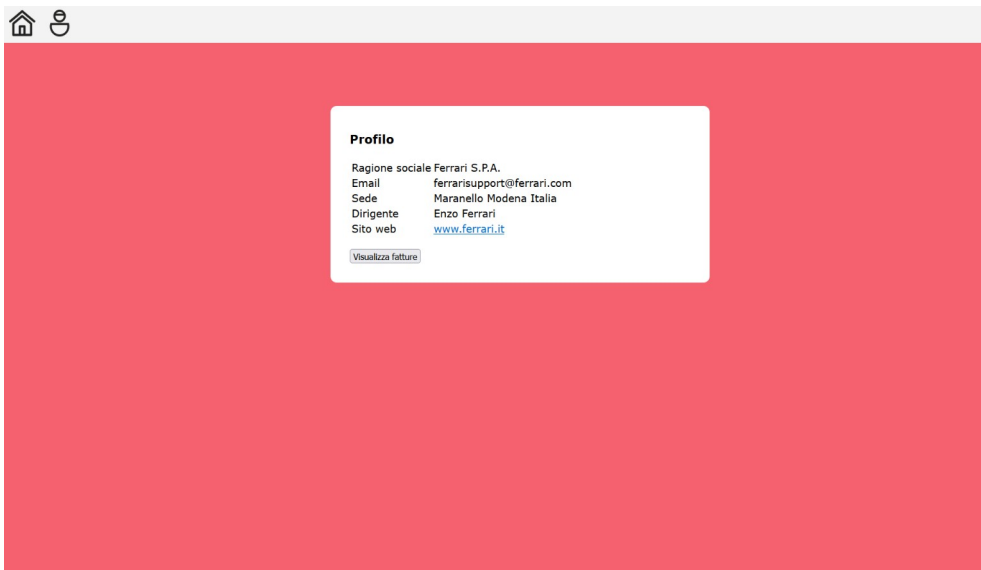 Profilo
Ragione sociale Ferrari S.P.A.
Email ferrarisupport@ferrari.com
Sede Maranello Modena Italia
Dirigente Enzo Ferrari
Sito web www.ferrari.it
Visualizza fatture